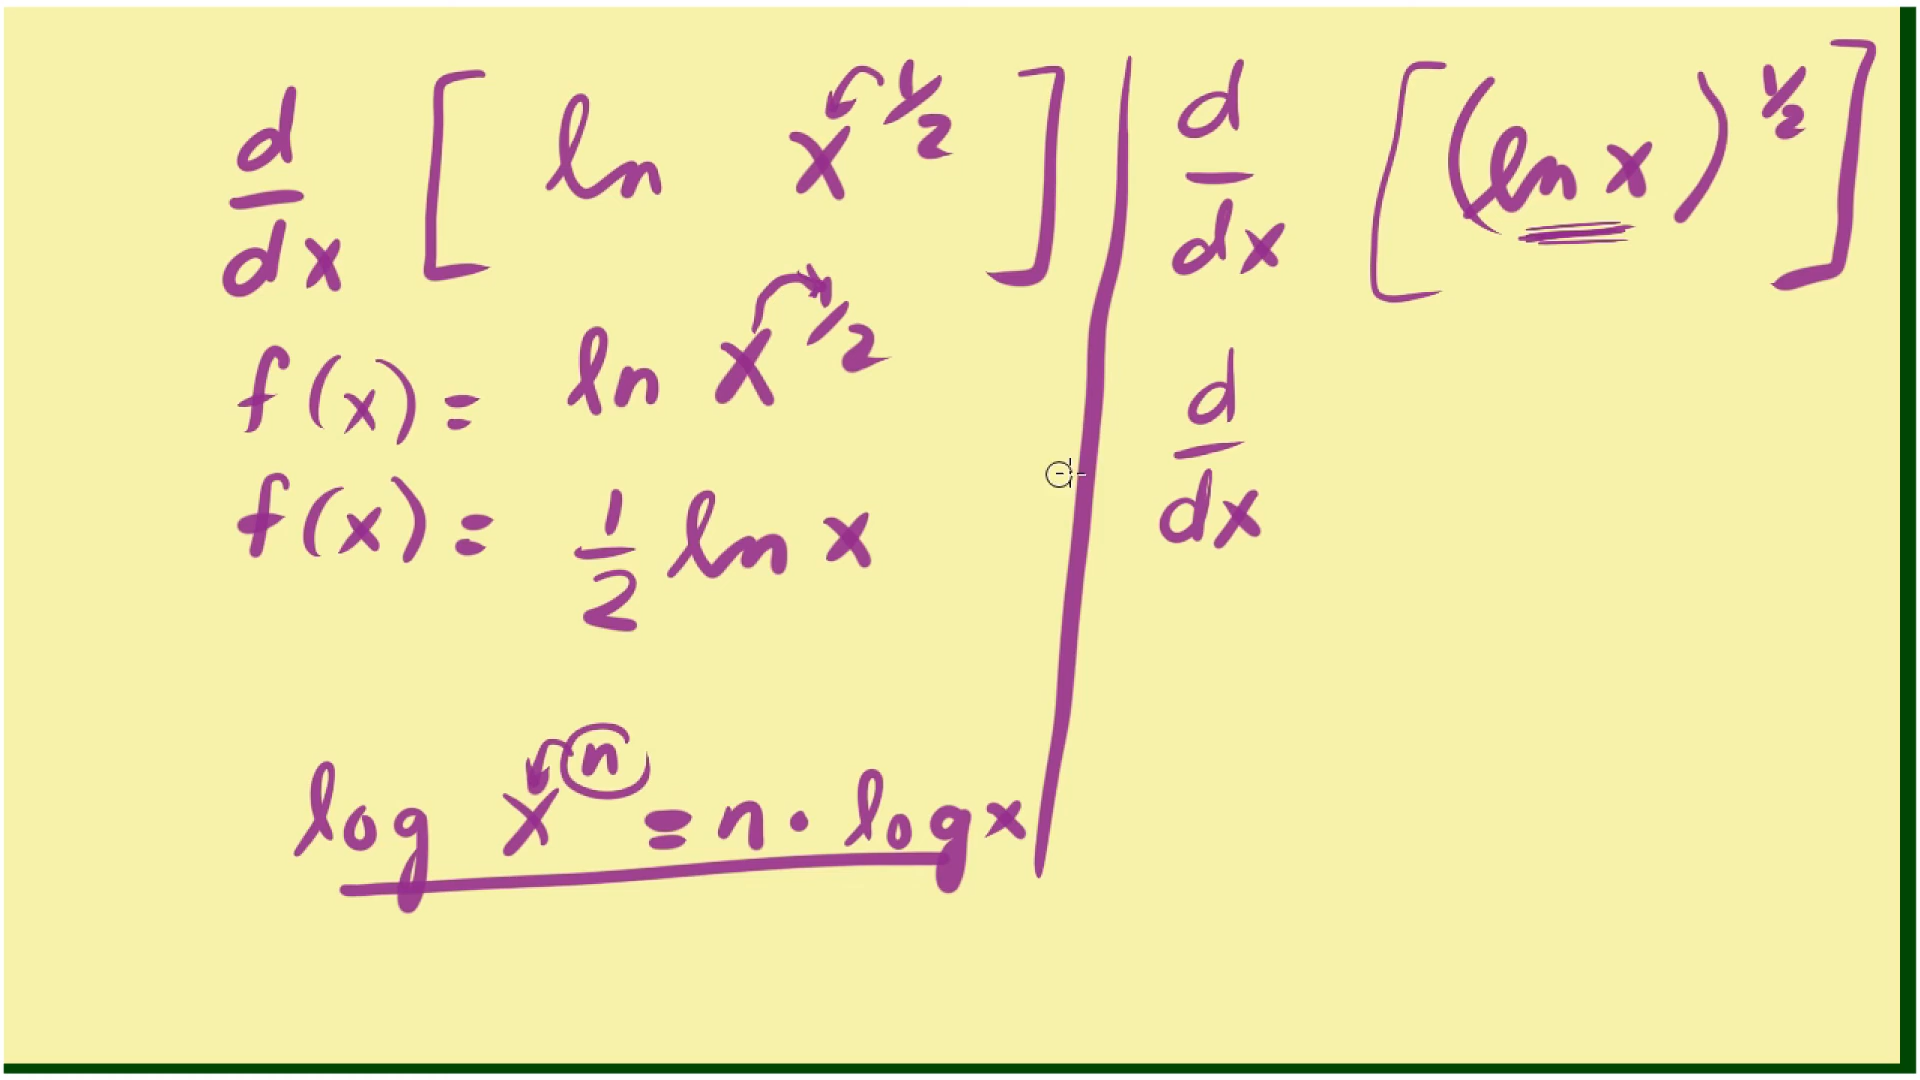 d/dx [ ln x^{1/2} ]
f(x) = ln x^{1/2}
f(x) = 1/2 ln x
log x^n = n · log x
d/dx [ (ln x)^{1/2} ]
d/dx